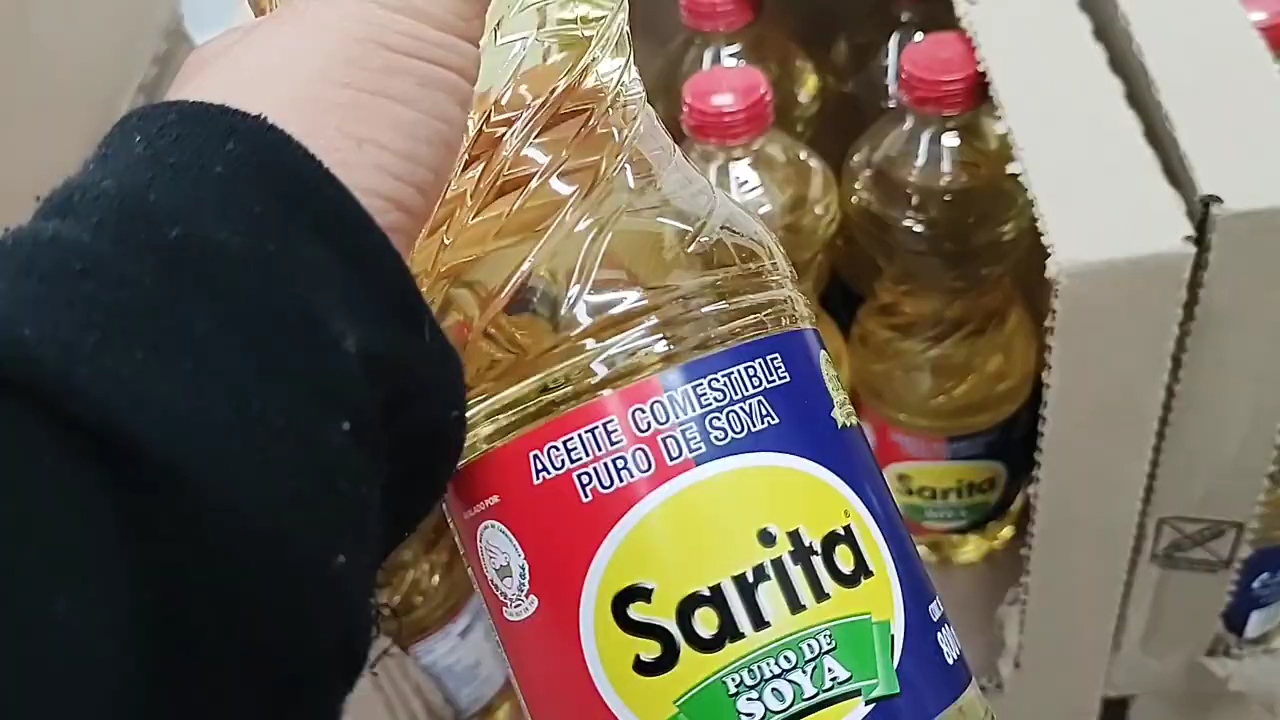 ACEITE COMESTIBLE
PURO DE SOYA
Sarita®
PURO DE
SOYA
Sarita